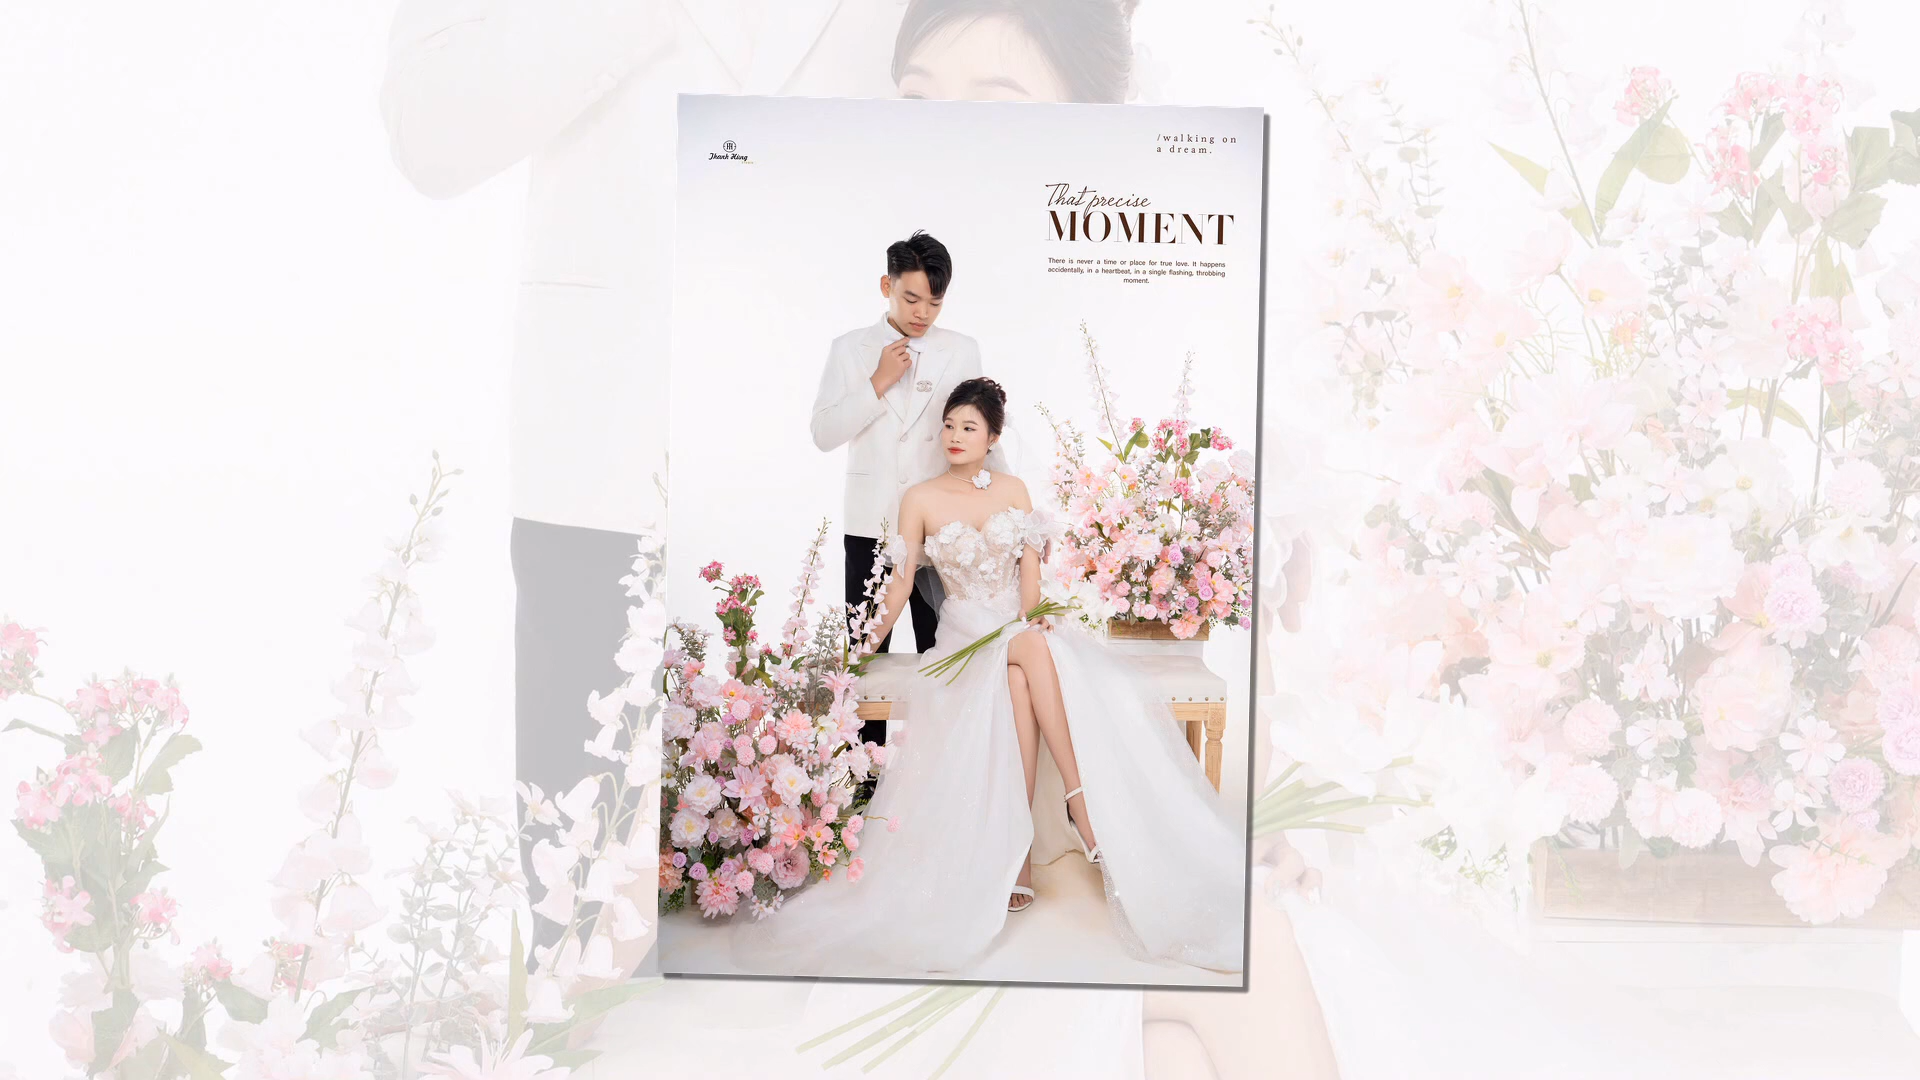 Thanh Hùng
/walking on
a dream.
That precise
MOMENT
There is never a time or place for true love. It happens
accidentally, in a heartbeat, in a single flashing, throbbing
moment.